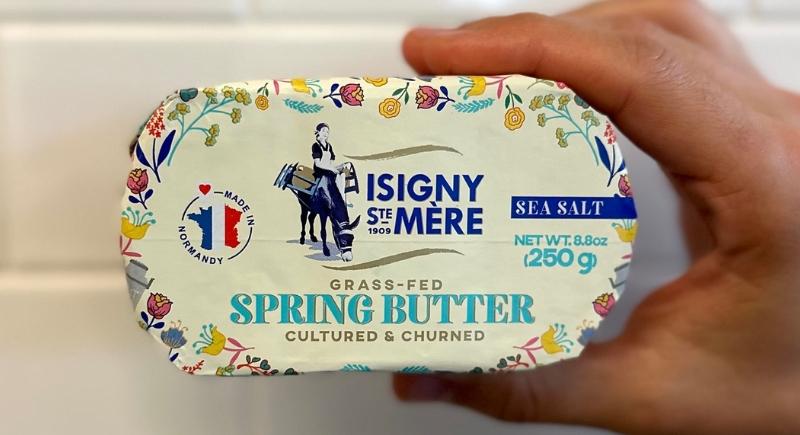 MADE IN
NORMANDY
ISIGNY
STE MÈRE
1909
SEA SALT
NET WT. 8.8oz
(250 g)
GRASS-FED
SPRING BUTTER
CULTURED & CHURNED